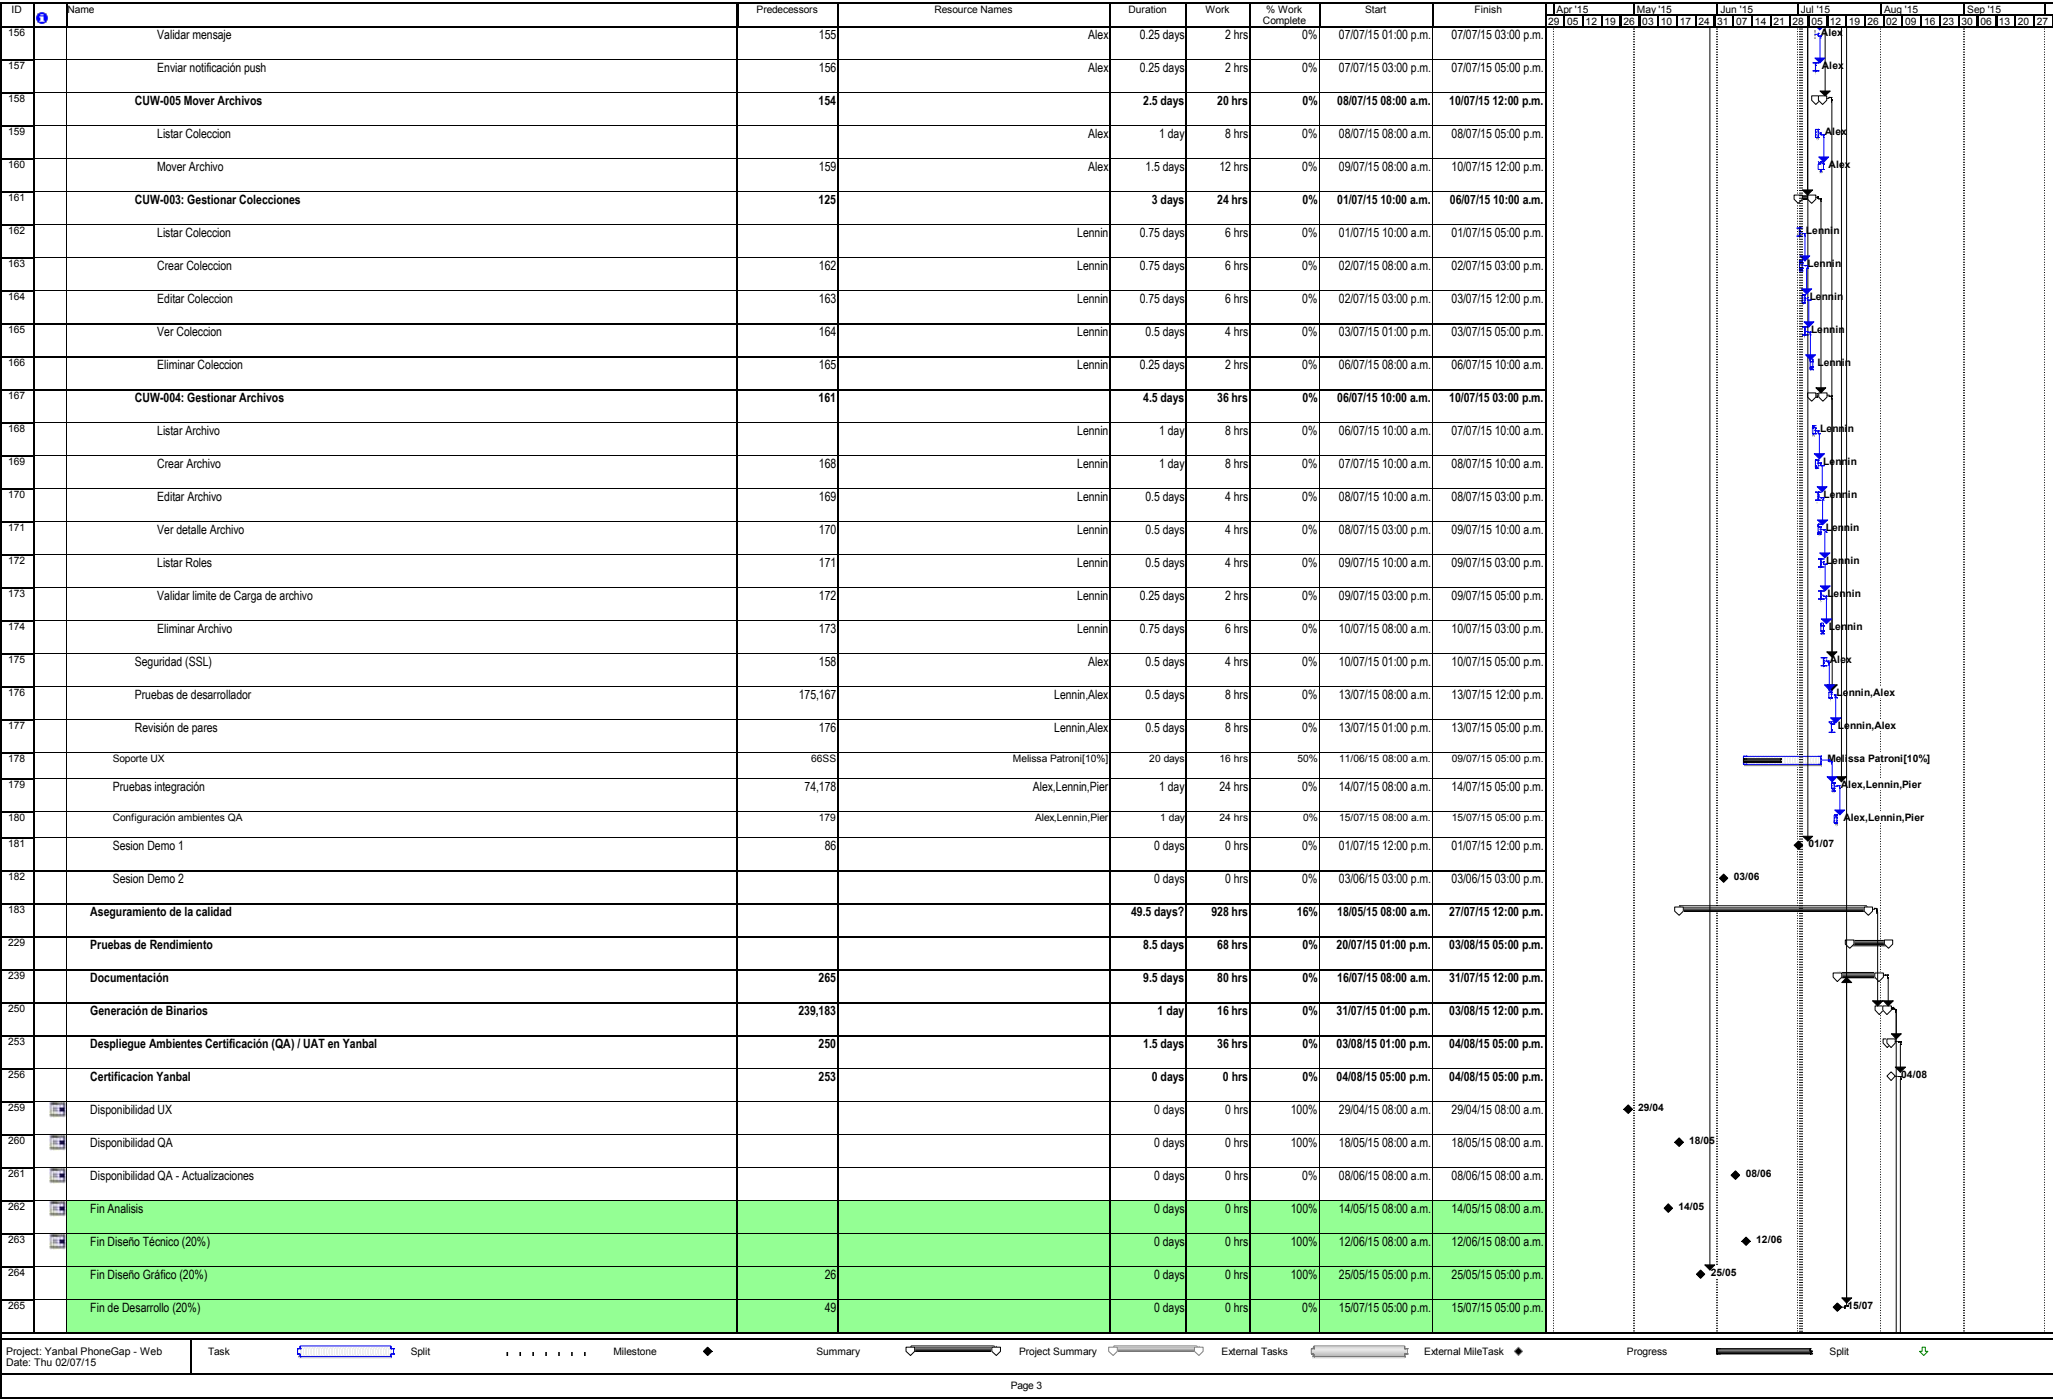 ID Name Predecessors Resource Names Duration Work % Work Complete Start Finish Apr '15 May '15 Jun '15 Jul '15 Aug '15 Sep '15
29 05 12 19 26 03 10 17 24 31 07 14 21 28 05 12 19 26 02 09 16 23 30 06 13 20 27
156 Validar mensaje 155 Alex 0.25 days 2 hrs 0% 07/07/15 01:00 p.m. 07/07/15 03:00 p.m. Alex
157 Enviar notificación push 156 Alex 0.25 days 2 hrs 0% 07/07/15 03:00 p.m. 07/07/15 05:00 p.m. Alex
158 CUW-005 Mover Archivos 154 2.5 days 20 hrs 0% 08/07/15 08:00 a.m. 10/07/15 12:00 p.m.
159 Listar Coleccion Alex 1 day 8 hrs 0% 08/07/15 08:00 a.m. 08/07/15 05:00 p.m. Alex
160 Mover Archivo 159 Alex 1.5 days 12 hrs 0% 09/07/15 08:00 a.m. 10/07/15 12:00 p.m. Alex
161 CUW-003: Gestionar Colecciones 125 3 days 24 hrs 0% 01/07/15 10:00 a.m. 06/07/15 10:00 a.m.
162 Listar Coleccion Lennin 0.75 days 6 hrs 0% 01/07/15 10:00 a.m. 01/07/15 05:00 p.m. Lennin
163 Crear Coleccion 162 Lennin 0.75 days 6 hrs 0% 02/07/15 08:00 a.m. 02/07/15 03:00 p.m. Lennin
164 Editar Coleccion 163 Lennin 0.75 days 6 hrs 0% 02/07/15 03:00 p.m. 03/07/15 12:00 p.m. Lennin
165 Ver Coleccion 164 Lennin 0.5 days 4 hrs 0% 03/07/15 01:00 p.m. 03/07/15 05:00 p.m. Lennin
166 Eliminar Coleccion 165 Lennin 0.25 days 2 hrs 0% 06/07/15 08:00 a.m. 06/07/15 10:00 a.m. Lennin
167 CUW-004: Gestionar Archivos 161 4.5 days 36 hrs 0% 06/07/15 10:00 a.m. 10/07/15 03:00 p.m.
168 Listar Archivo Lennin 1 day 8 hrs 0% 06/07/15 10:00 a.m. 07/07/15 10:00 a.m. Lennin
169 Crear Archivo 168 Lennin 1 day 8 hrs 0% 07/07/15 10:00 a.m. 08/07/15 10:00 a.m. Lennin
170 Editar Archivo 169 Lennin 0.5 days 4 hrs 0% 08/07/15 10:00 a.m. 08/07/15 03:00 p.m. Lennin
171 Ver detalle Archivo 170 Lennin 0.5 days 4 hrs 0% 08/07/15 03:00 p.m. 09/07/15 10:00 a.m. Lennin
172 Listar Roles 171 Lennin 0.5 days 4 hrs 0% 09/07/15 10:00 a.m. 09/07/15 03:00 p.m. Lennin
173 Validar limite de Carga de archivo 172 Lennin 0.25 days 2 hrs 0% 09/07/15 03:00 p.m. 09/07/15 05:00 p.m. Lennin
174 Eliminar Archivo 173 Lennin 0.75 days 6 hrs 0% 10/07/15 08:00 a.m. 10/07/15 03:00 p.m. Lennin
175 Seguridad (SSL) 158 Alex 0.5 days 4 hrs 0% 10/07/15 01:00 p.m. 10/07/15 05:00 p.m. Alex
176 Pruebas de desarrollador 175,167 Lennin,Alex 0.5 days 8 hrs 0% 13/07/15 08:00 a.m. 13/07/15 12:00 p.m. Lennin,Alex
177 Revisión de pares 176 Lennin,Alex 0.5 days 8 hrs 0% 13/07/15 01:00 p.m. 13/07/15 05:00 p.m. Lennin,Alex
178 Soporte UX 66SS Melissa Patroni[10%] 20 days 16 hrs 50% 11/06/15 08:00 a.m. 09/07/15 05:00 p.m. Melissa Patroni[10%]
179 Pruebas integración 74,178 Alex,Lennin,Pier 1 day 24 hrs 0% 14/07/15 08:00 a.m. 14/07/15 05:00 p.m. Alex,Lennin,Pier
180 Configuración ambientes QA 179 Alex,Lennin,Pier 1 day 24 hrs 0% 15/07/15 08:00 a.m. 15/07/15 05:00 p.m. Alex,Lennin,Pier
181 Sesion Demo 1 86 0 days 0 hrs 0% 01/07/15 12:00 p.m. 01/07/15 12:00 p.m. 01/07
182 Sesion Demo 2 0 days 0 hrs 0% 03/06/15 03:00 p.m. 03/06/15 03:00 p.m. 03/06
183 Aseguramiento de la calidad 49.5 days? 928 hrs 16% 18/05/15 08:00 a.m. 27/07/15 12:00 p.m.
229 Pruebas de Rendimiento 8.5 days 68 hrs 0% 20/07/15 01:00 p.m. 03/08/15 05:00 p.m.
239 Documentación 265 9.5 days 80 hrs 0% 16/07/15 08:00 a.m. 31/07/15 12:00 p.m.
250 Generación de Binarios 239,183 1 day 16 hrs 0% 31/07/15 01:00 p.m. 03/08/15 12:00 p.m.
253 Despliegue Ambientes Certificación (QA) / UAT en Yanbal 250 1.5 days 36 hrs 0% 03/08/15 01:00 p.m. 04/08/15 05:00 p.m.
256 Certificacion Yanbal 253 0 days 0 hrs 0% 04/08/15 05:00 p.m. 04/08/15 05:00 p.m. 04/08
259 Disponibilidad UX 0 days 0 hrs 100% 29/04/15 08:00 a.m. 29/04/15 08:00 a.m. 29/04
260 Disponibilidad QA 0 days 0 hrs 100% 18/05/15 08:00 a.m. 18/05/15 08:00 a.m. 18/05
261 Disponibilidad QA - Actualizaciones 0 days 0 hrs 0% 08/06/15 08:00 a.m. 08/06/15 08:00 a.m. 08/06
262 Fin Analisis 0 days 0 hrs 100% 14/05/15 08:00 a.m. 14/05/15 08:00 a.m. 14/05
263 Fin Diseño Técnico (20%) 0 days 0 hrs 100% 12/06/15 08:00 a.m. 12/06/15 08:00 a.m. 12/06
264 Fin Diseño Gráfico (20%) 26 0 days 0 hrs 100% 25/05/15 05:00 p.m. 25/05/15 05:00 p.m. 25/05
265 Fin de Desarrollo (20%) 49 0 days 0 hrs 0% 15/07/15 05:00 p.m. 15/07/15 05:00 p.m. 15/07
Project: Yanbal PhoneGap - Web
Date: Thu 02/07/15
Task Split Milestone Summary Project Summary External Tasks External MileTask Progress Split
Page 3